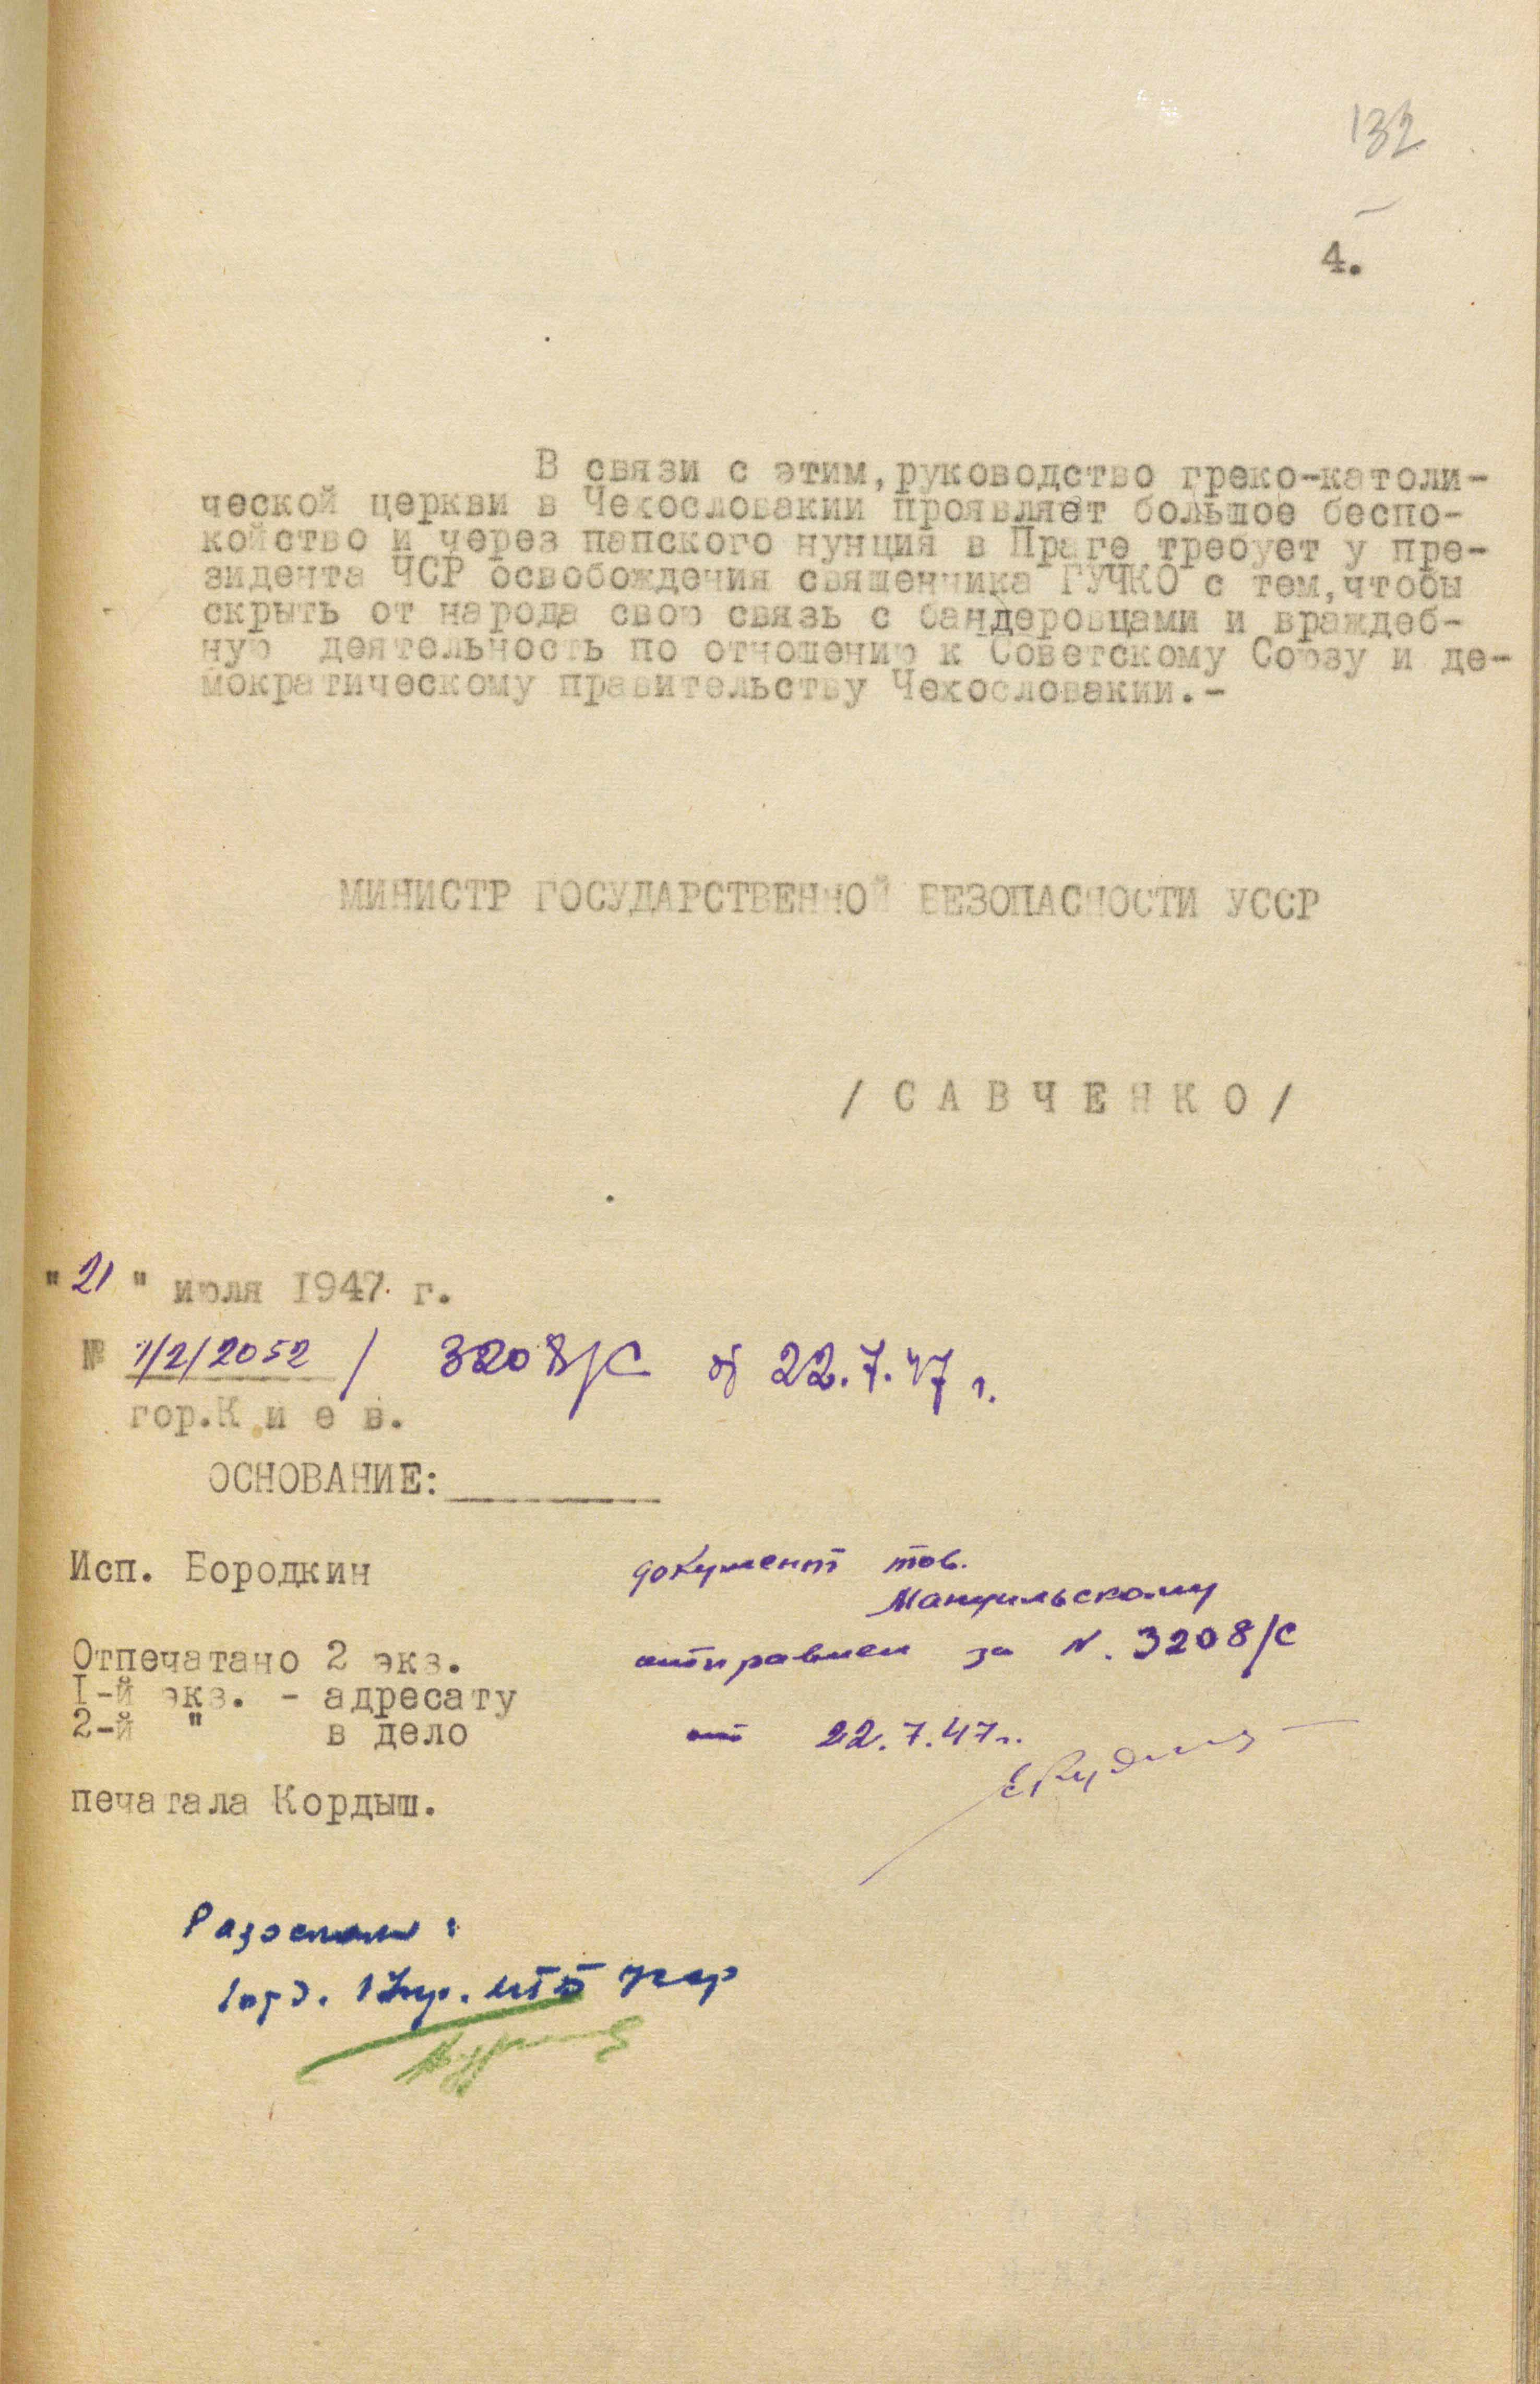 132
4.
В связи с этим, руководство греко-католи-
ческой церкви в Чехословакии проявляет большое беспо-
койство и через папского нунция в Праге требует у пре-
зидента ЧСР освобождения священника ГУЧКО с тем, чтобы
скрыть от народа свою связь с бандеровцами и враждеб-
ную деятельность по отношению к Советскому Союзу и де-
мократическому правительству Чехословакии.-
МИНИСТР ГОСУДАРСТВЕННОЙ БЕЗОПАСНОСТИ УССР
/ С А В Ч Е Н К О /
"21" июля 1947 г.
№ 1/2/2052 / 3208/с от 22.7.47 г.
гор. К и е в.
ОСНОВАНИЕ:
Исп. Бородкин
документ тов.
Мануильскому
отправлен за N. 3208/с
от 22.7.47г.
Отпечатано 2 экз.
I-й экз. - адресату
2-й " в дело
печатала Кордыш.